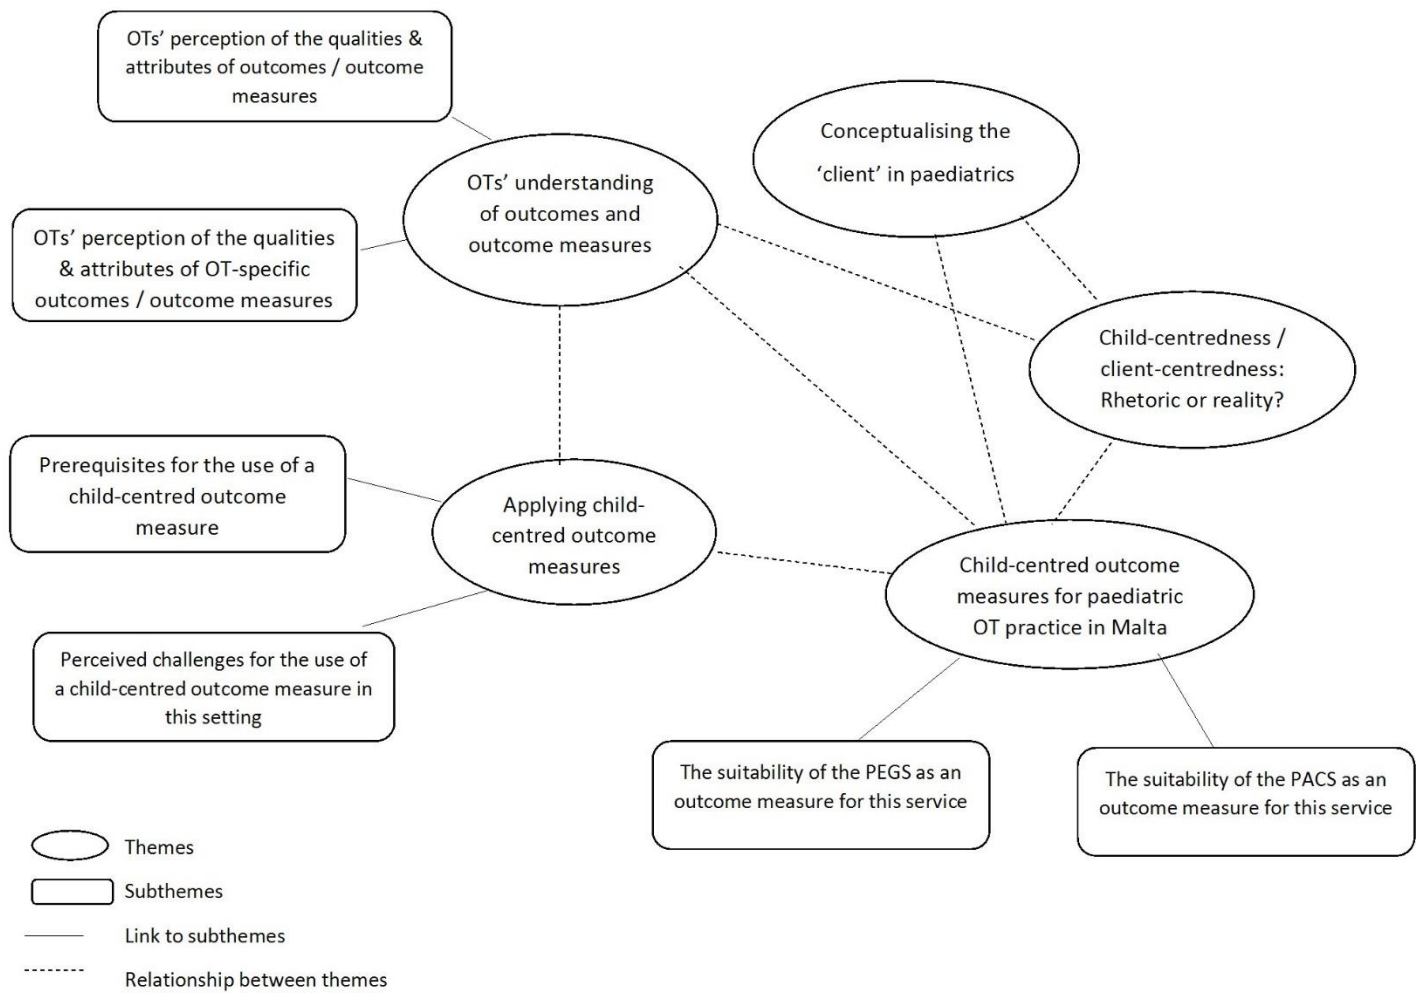 OTs’ perception of the qualities &
attributes of outcomes / outcome
measures
Conceptualising the
‘client’ in paediatrics
OTs’ understanding
of outcomes and
outcome measures
OTs’ perception of the qualities
& attributes of OT-specific
outcomes / outcome measures
Child-centredness /
client-centredness:
Rhetoric or reality?
Prerequisites for the use of a
child-centred outcome
measure
Applying child-
centred outcome
measures
Child-centred outcome
measures for paediatric
OT practice in Malta
Perceived challenges for the use of
a child-centred outcome measure in
this setting
The suitability of the PEGS as an
outcome measure for this service
The suitability of the PACS as an
outcome measure for this service
Themes
Subthemes
Link to subthemes
Relationship between themes